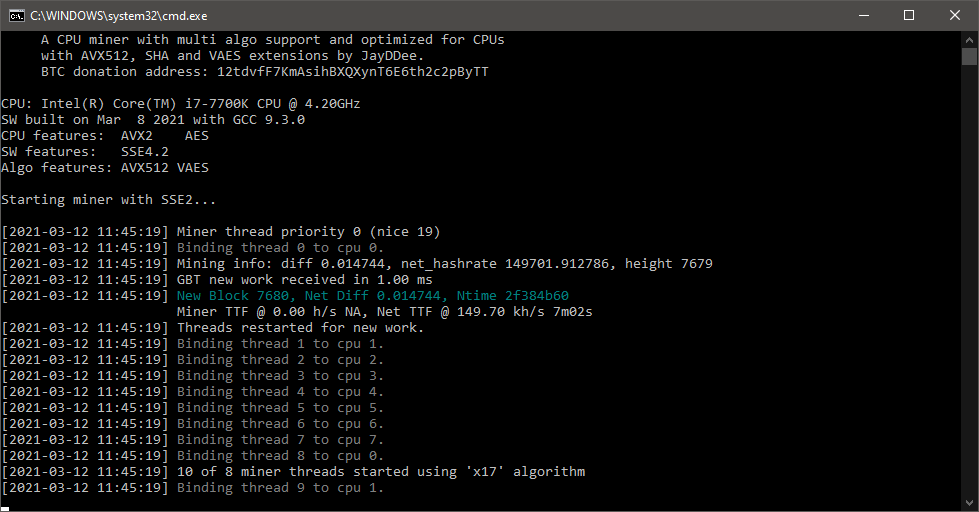 C:\WINDOWS\system32\cmd.exe
A CPU miner with multi algo support and optimized for CPUs
with AVX512, SHA and VAES extensions by JayDDee.
BTC donation address: 12tdvfF7KmAsihBXQXynT6E6th2c2pByTT
CPU: Intel(R) Core(TM) i7-7700K CPU @ 4.20GHz
SW built on Mar  8 2021 with GCC 9.3.0
CPU features:  AVX2    AES
SW features:   SSE4.2
Algo features: AVX512 VAES
Starting miner with SSE2...
[2021-03-12 11:45:19] Miner thread priority 0 (nice 19)
[2021-03-12 11:45:19] Binding thread 0 to cpu 0.
[2021-03-12 11:45:19] Mining info: diff 0.014744, net_hashrate 149701.912786, height 7679
[2021-03-12 11:45:19] GBT new work received in 1.00 ms
[2021-03-12 11:45:19] New Block 7680, Net Diff 0.014744, Ntime 2f384b60
Miner TTF @ 0.00 h/s NA, Net TTF @ 149.70 kh/s 7m02s
[2021-03-12 11:45:19] Threads restarted for new work.
[2021-03-12 11:45:19] Binding thread 1 to cpu 1.
[2021-03-12 11:45:19] Binding thread 2 to cpu 2.
[2021-03-12 11:45:19] Binding thread 3 to cpu 3.
[2021-03-12 11:45:19] Binding thread 4 to cpu 4.
[2021-03-12 11:45:19] Binding thread 5 to cpu 5.
[2021-03-12 11:45:19] Binding thread 6 to cpu 6.
[2021-03-12 11:45:19] Binding thread 7 to cpu 7.
[2021-03-12 11:45:19] Binding thread 8 to cpu 0.
[2021-03-12 11:45:19] 10 of 8 miner threads started using 'x17' algorithm
[2021-03-12 11:45:19] Binding thread 9 to cpu 1.